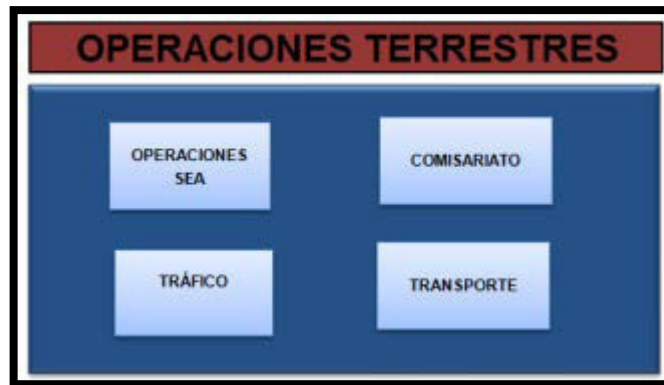 OPERACIONES TERRESTRES
OPERACIONES
SEA
COMISARIATO
TRÁFICO
TRANSPORTE